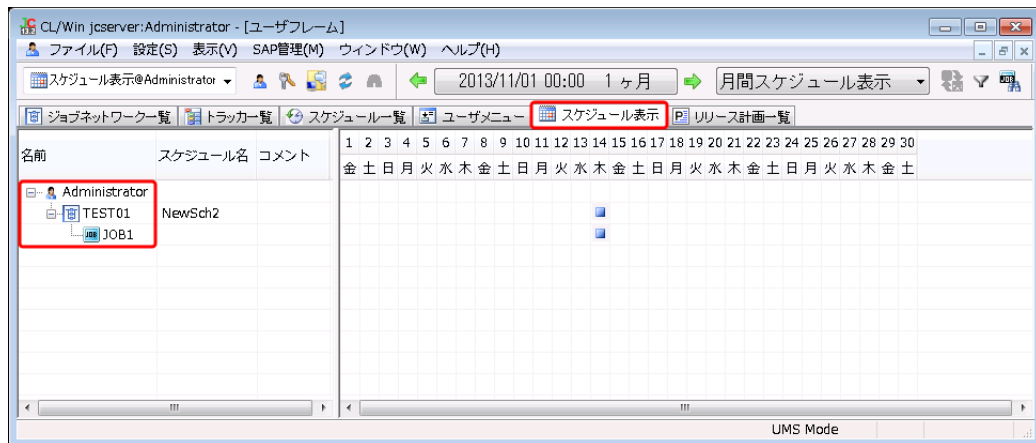 CL/Win jcserver:Administrator - [ユーザフレーム]
ファイル(F) 設定(S) 表示(V) SAP管理(M) ウィンドウ(W) ヘルプ(H)
スケジュール表示@Administrator 2013/11/01 00:00 1 ヶ月 月間スケジュール表示
ジョブネットワーク一覧 トラッカー一覧 スケジュール一覧 ユーザメニュー スケジュール表示 リリース計画一覧
名前 スケジュール名 コメント
1 2 3 4 5 6 7 8 9 10 11 12 13 14 15 16 17 18 19 20 21 22 23 24 25 26 27 28 29 30
金 土 日 月 火 水 木 金 土 日 月 火 水 木 金 土 日 月 火 水 木 金 土 日 月 火 水 木 金 土
Administrator
TEST01 NewSch2
JOB JOB1
UMS Mode